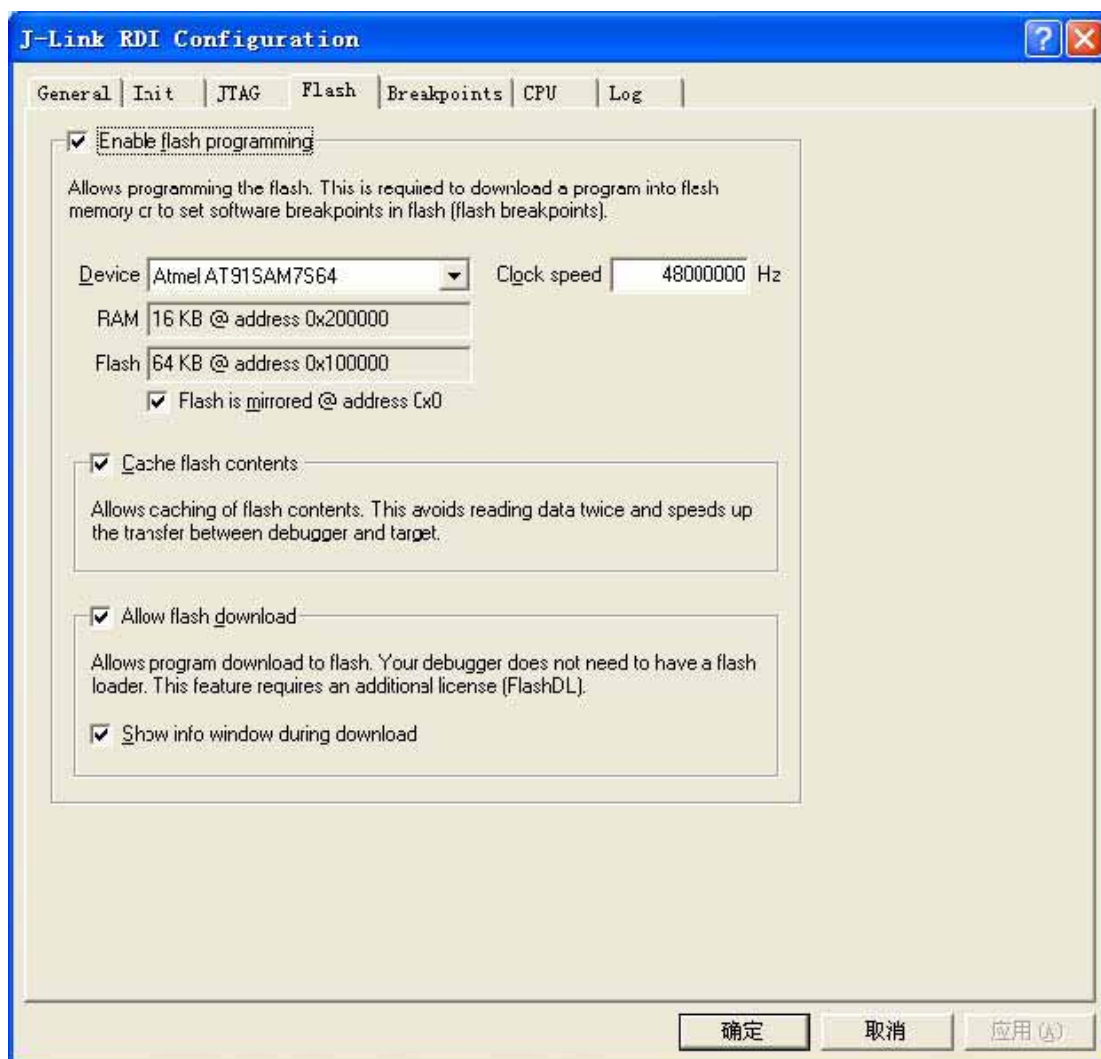 J-Link RDI Configuration
General Init JTAG Flash Breakpoints CPU Log
Enable flash programming
Allows programming the flash. This is required to download a program into flash
memory or to set software breakpoints in flash (flash breakpoints).
Device Atmel AT91SAM7S64 Clock speed 48000000 Hz
RAM 16 KB @ address 0x200000
Flash 64 KB @ address 0x100000
Flash is mirrored @ address 0x0
Cache flash contents
Allows caching of flash contents. This avoids reading data twice and speeds up
the transfer between debugger and target.
Allow flash download
Allows program download to flash. Your debugger does not need to have a flash
loader. This feature requires an additional license (FlashDL).
Show info window during download
确定 取消 应用(A)